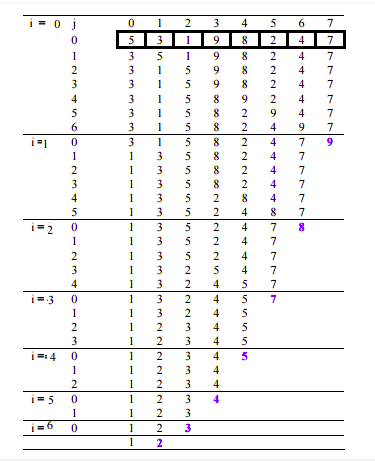 i = 0 j 0 1 2 3 4 5 6 7
0 5 3 1 9 8 2 4 7
1 3 5 1 9 8 2 4 7
2 3 1 5 9 8 2 4 7
3 3 1 5 9 8 2 4 7
4 3 1 5 8 9 2 4 7
5 3 1 5 8 2 9 4 7
6 3 1 5 8 2 4 9 7
i =1 0 3 1 5 8 2 4 7 9
1 1 3 5 8 2 4 7
2 1 3 5 8 2 4 7
3 1 3 5 8 2 4 7
4 1 3 5 2 8 4 7
5 1 3 5 2 4 8 7
i = 2 0 1 3 5 2 4 7 8
1 1 3 5 2 4 7
2 1 3 5 2 4 7
3 1 3 2 5 4 7
4 1 3 2 4 5 7
i = 3 0 1 3 2 4 5 7
1 1 3 2 4 5
2 1 2 3 4 5
3 1 2 3 4 5
i =: 4 0 1 2 3 4 5
1 1 2 3 4
2 1 2 3 4
i = 5 0 1 2 3 4
1 1 2 3
i = 6 0 1 2 3
1 2